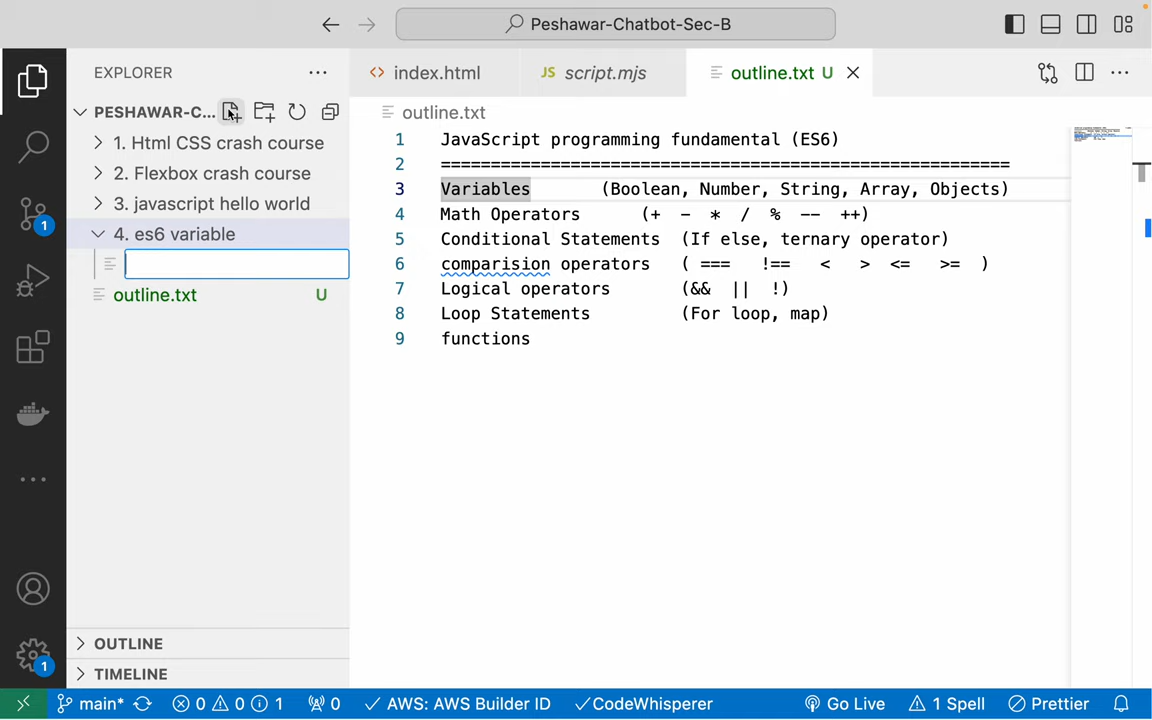 Peshawar-Chatbot-Sec-B
EXPLORER
index.html
JS script.mjs
outline.txt U
PESHAWAR-C...
outline.txt
1. Html CSS crash course
2. Flexbox crash course
3. javascript hello world
4. es6 variable
outline.txt U
1 JavaScript programming fundamental (ES6)
2 =========================================================
3 Variables (Boolean, Number, String, Array, Objects)
4 Math Operators (+ - * / % -- ++)
5 Conditional Statements (If else, ternary operator)
6 comparision operators ( === !== < > <= >= )
7 Logical operators (&& || !)
8 Loop Statements (For loop, map)
9 functions
1
1
OUTLINE
TIMELINE
main* 0 0 1 0 AWS: AWS Builder ID CodeWhisperer Go Live 1 Spell Prettier